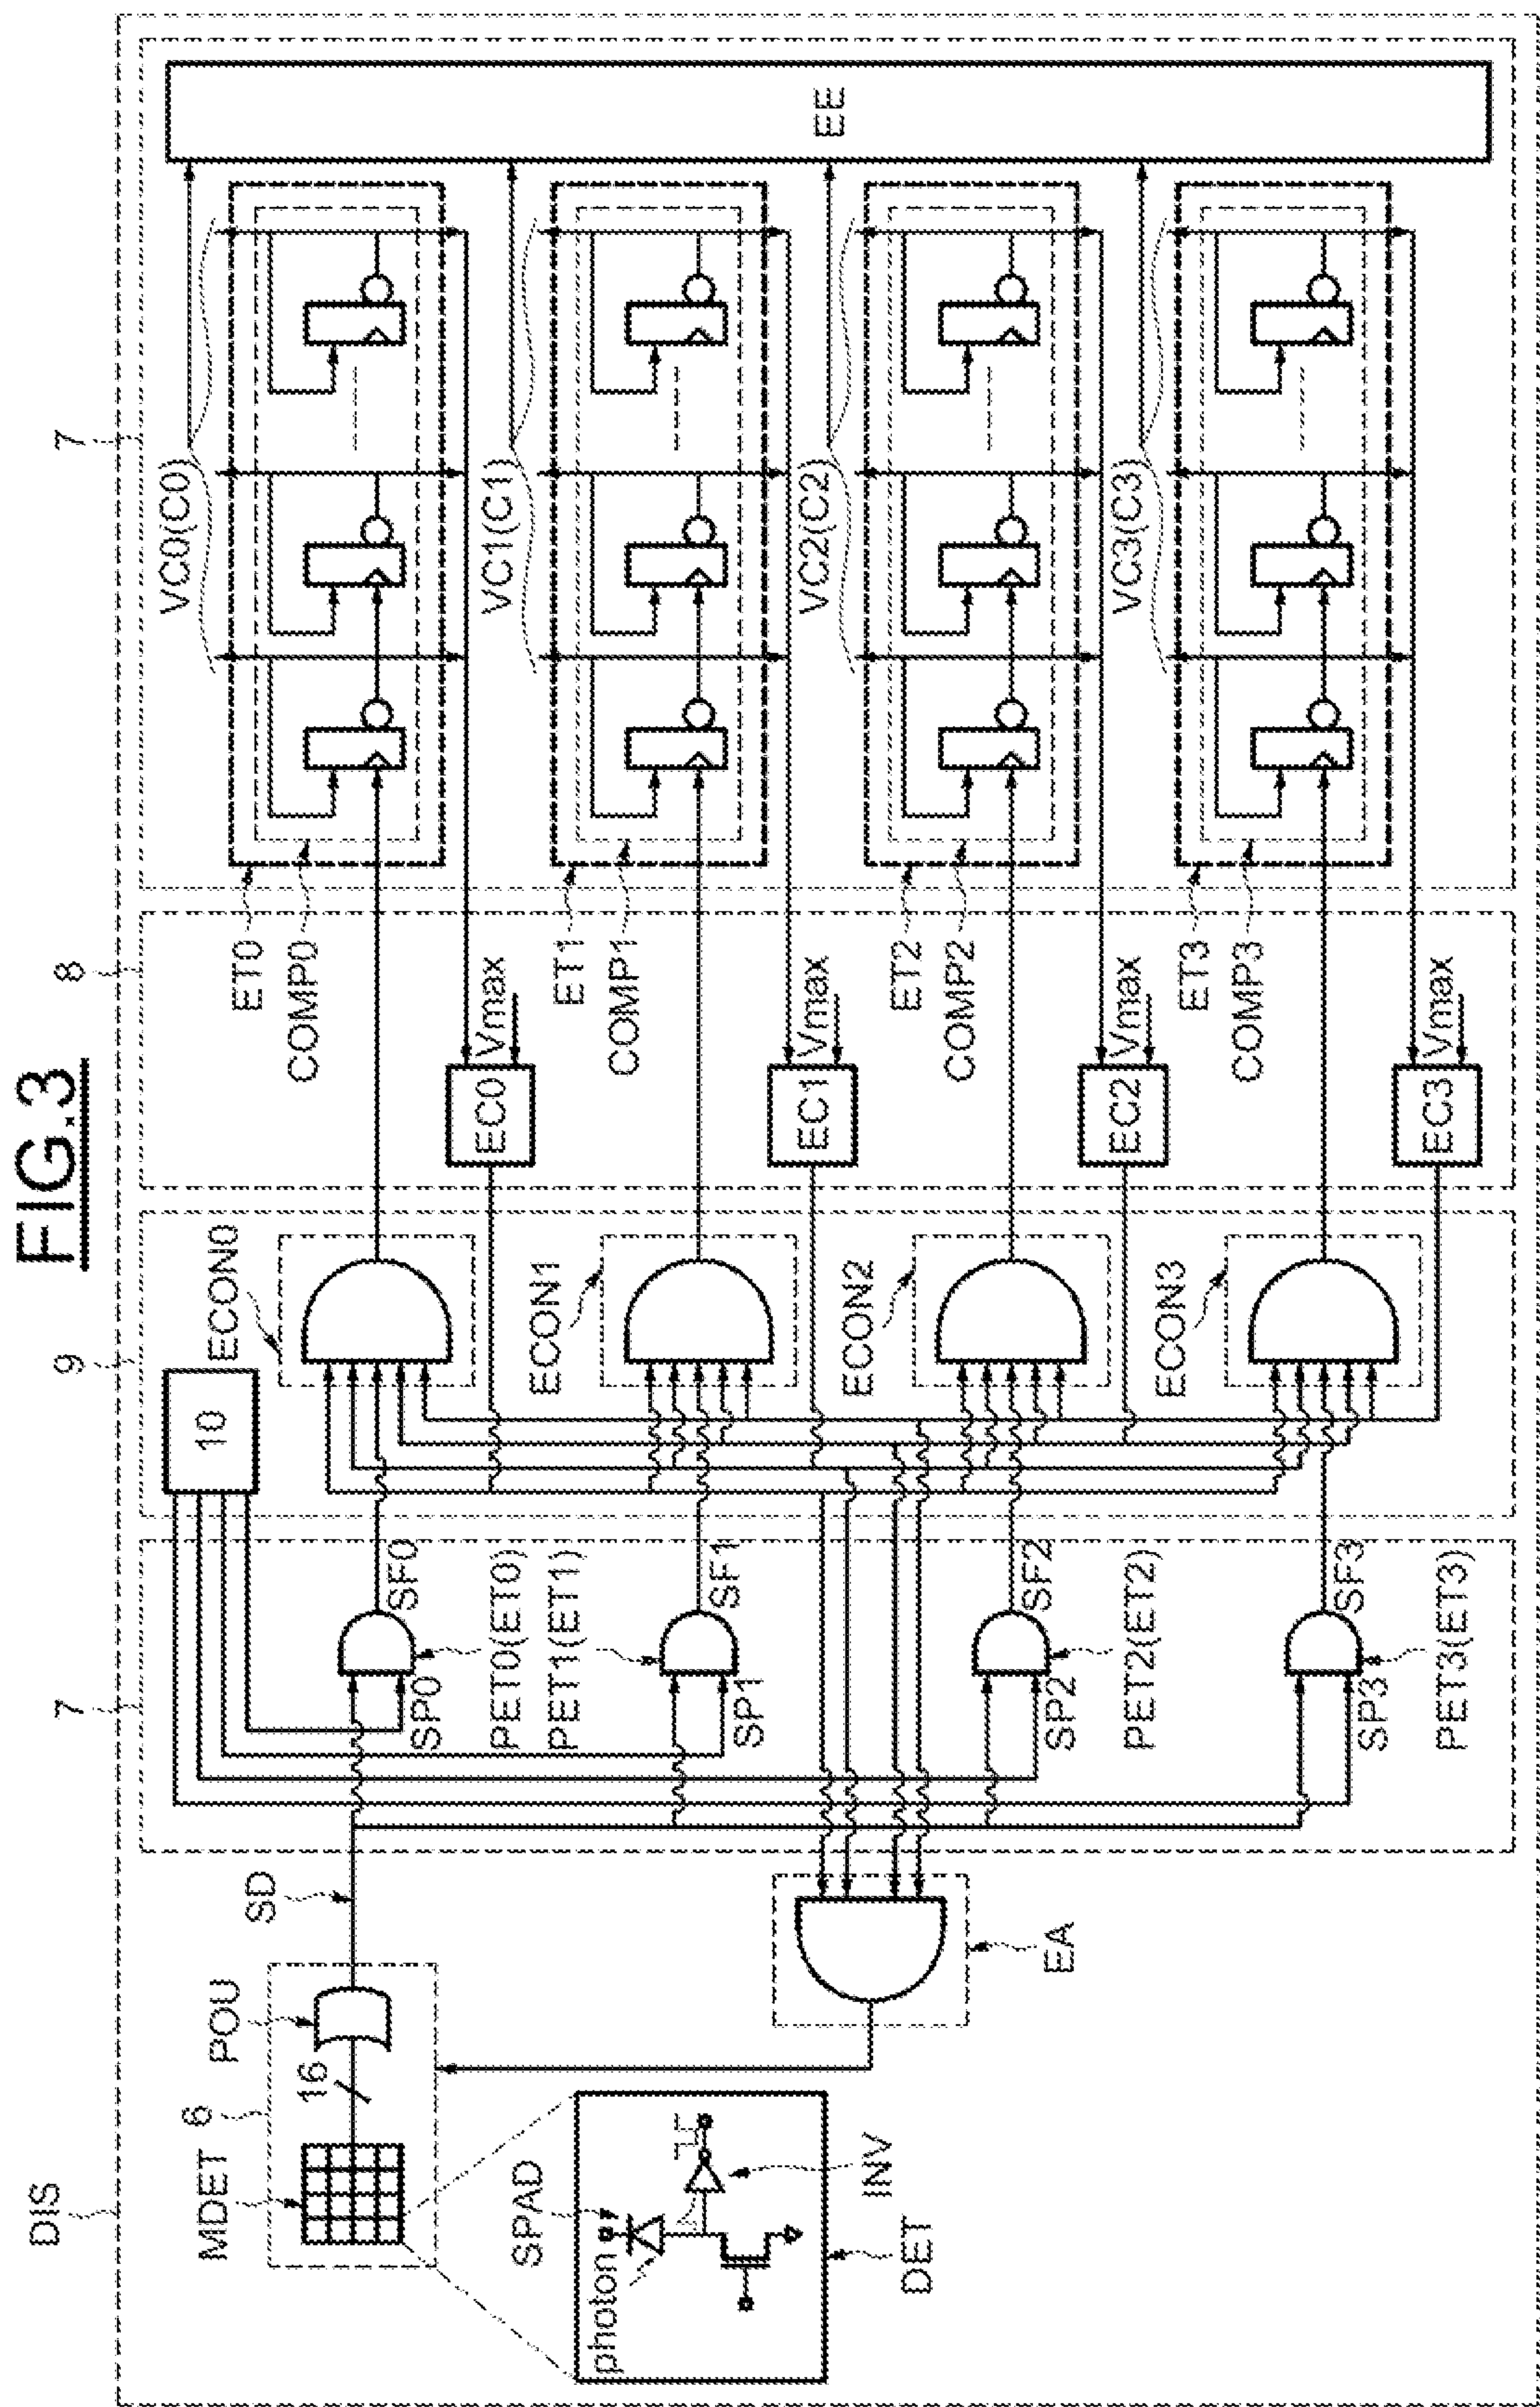 FIG.3
DIS
7
9
8
7
MDET
6
POU
16
SD
10
ECON0
ET0
COMP0
VC0(C0)
EE
SP0
SF0
PET0(ET0)
EC0
Vmax
SPAD
photon
INV
DET
PET1(ET1)
SP1
SF1
ECON1
ET1
COMP1
VC1(C1)
EC1
Vmax
EA
SP2
SF2
PET2(ET2)
ECON2
ET2
COMP2
VC2(C2)
EC2
Vmax
SP3
SF3
PET3(ET3)
ECON3
ET3
COMP3
VC3(C3)
EC3
Vmax